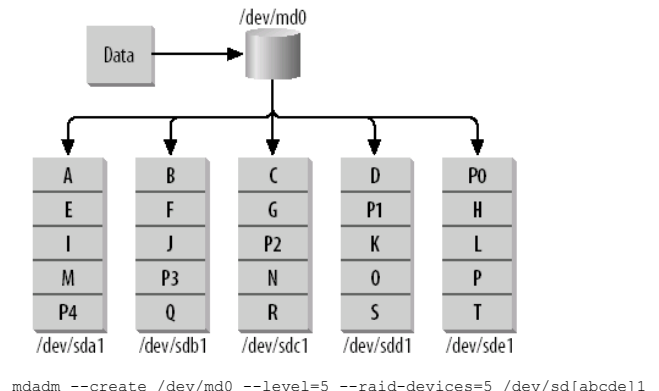 /dev/md0
Data
A B C D P0
E F G P1 H
I J P2 K L
M P3 N O P
P4 Q R S T
/dev/sda1 /dev/sdb1 /dev/sdc1 /dev/sdd1 /dev/sde1
mdadm --create /dev/md0 --level=5 --raid-devices=5 /dev/sd[abcde]1